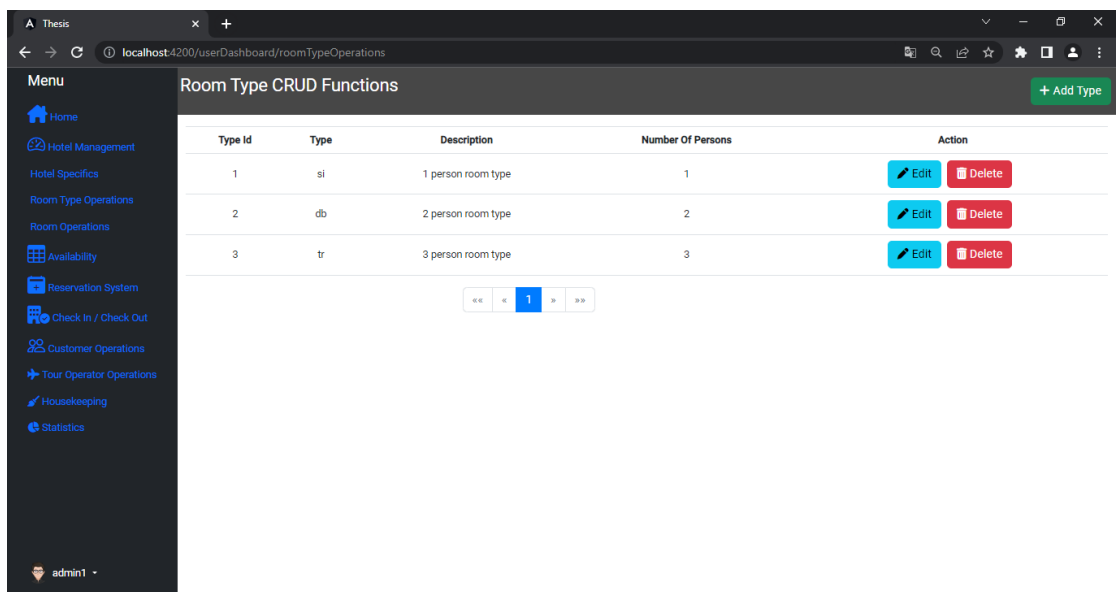 Thesis
localhost:4200/userDashboard/roomTypeOperations
Menu
Home
Hotel Management
Hotel Specifics
Room Type Operations
Room Operations
Availability
Reservation System
Check In / Check Out
Customer Operations
Tour Operator Operations
Housekeeping
Statistics
admin1
Room Type CRUD Functions
+ Add Type
Type Id Type Description Number Of Persons Action
1 si 1 person room type 1 Edit Delete
2 db 2 person room type 2 Edit Delete
3 tr 3 person room type 3 Edit Delete
«« « 1 » »»